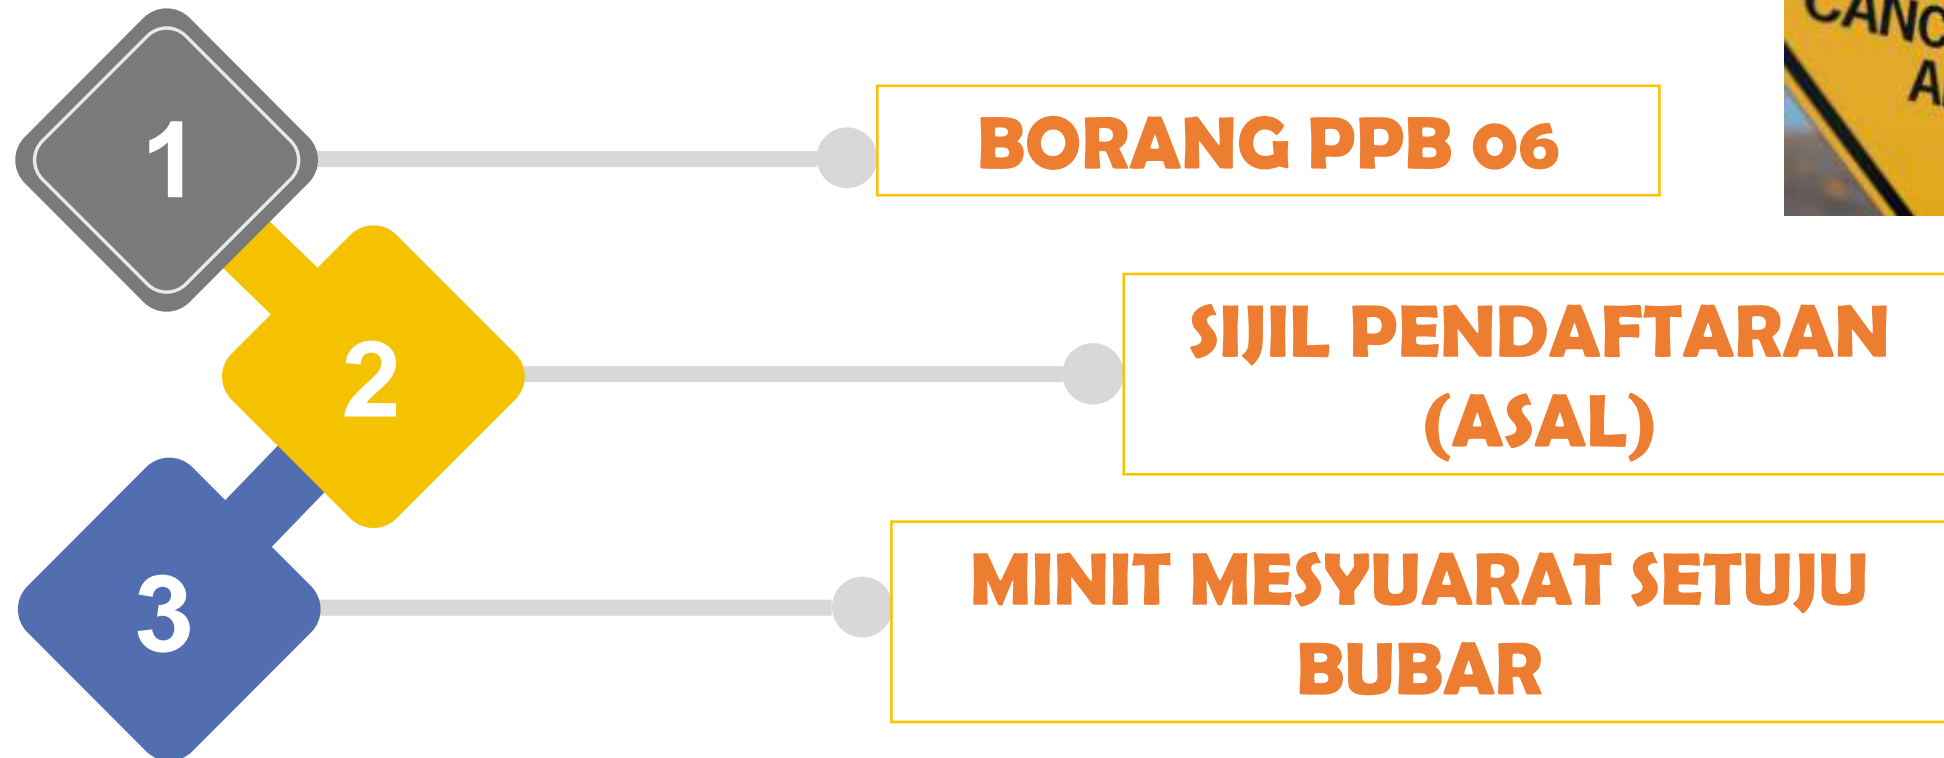 1
BORANG PPB 06
2
SIJIL PENDAFTARAN
(ASAL)
3
MINIT MESYUARAT SETUJU
BUBAR